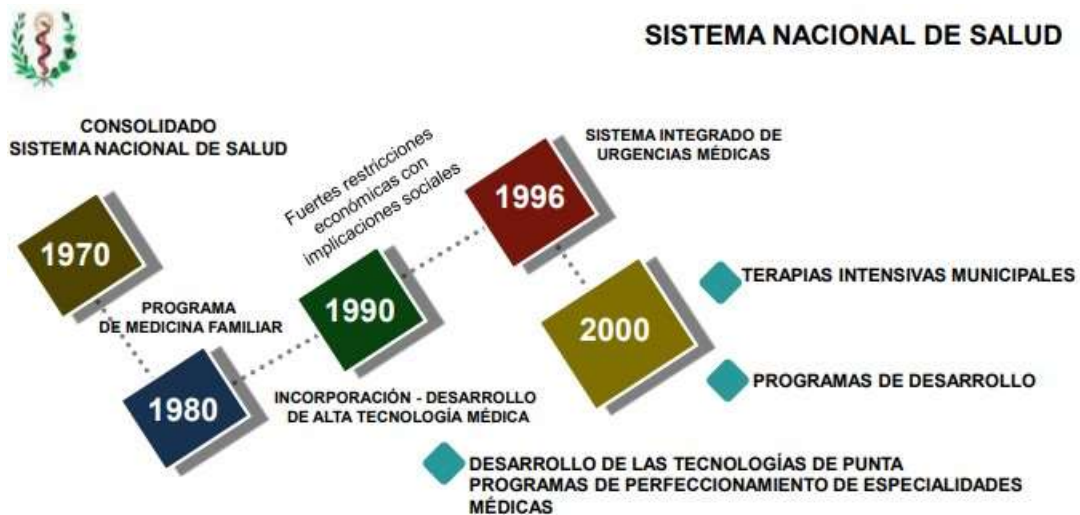 SISTEMA NACIONAL DE SALUD
CONSOLIDADO
SISTEMA NACIONAL DE SALUD
1970
PROGRAMA
DE MEDICINA FAMILIAR
1980
Fuertes restricciones
económicas con
implicaciones sociales
1990
INCORPORACIÓN - DESARROLLO
DE ALTA TECNOLOGÍA MÉDICA
SISTEMA INTEGRADO DE
URGENCIAS MÉDICAS
1996
2000
TERAPIAS INTENSIVAS MUNICIPALES
PROGRAMAS DE DESARROLLO
DESARROLLO DE LAS TECNOLOGÍAS DE PUNTA
PROGRAMAS DE PERFECCIONAMIENTO DE ESPECIALIDADES
MÉDICAS